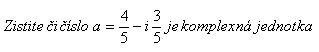 Zistite či číslo a = 4/5 − i 3/5 je komplexná jednotka